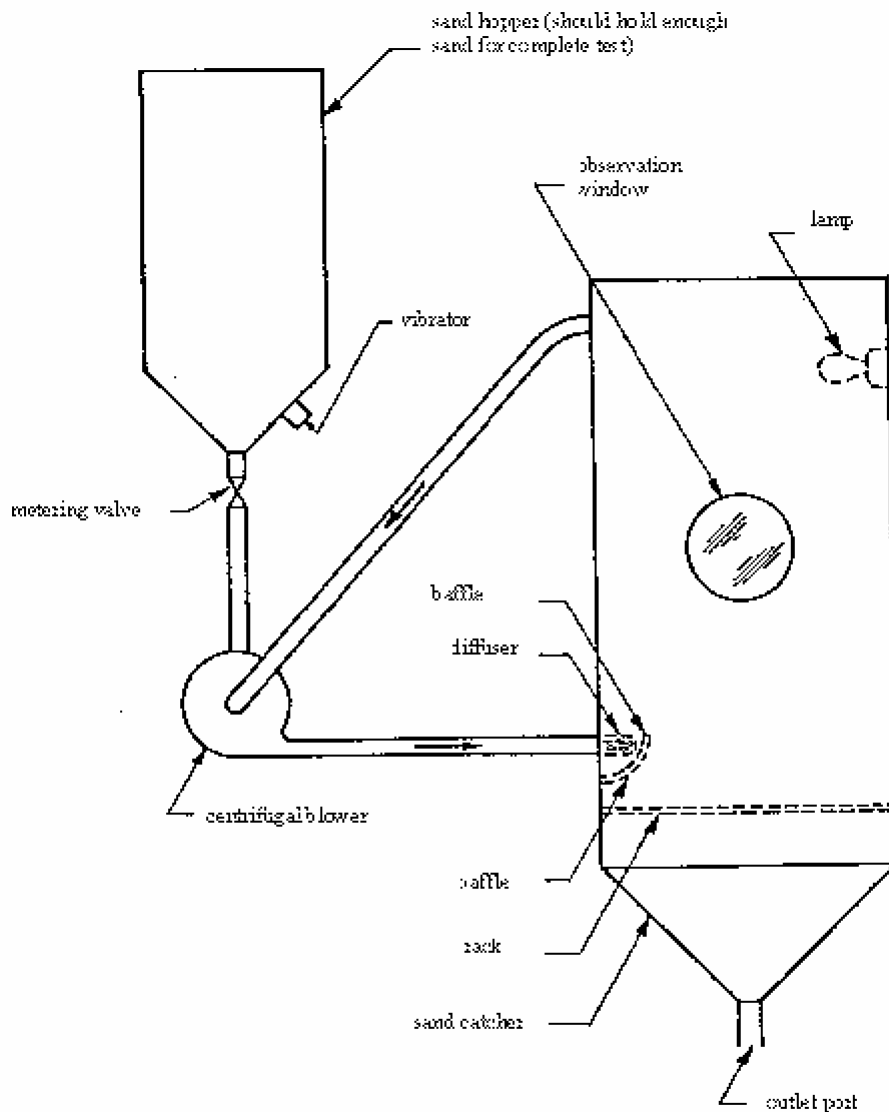 sand hopper (should hold enough
sand for complete test)
observation
window
lamp
vibrator
metering valve
baffle
diffuser
centrifugal blower
baffle
rack
sand catcher
outlet port